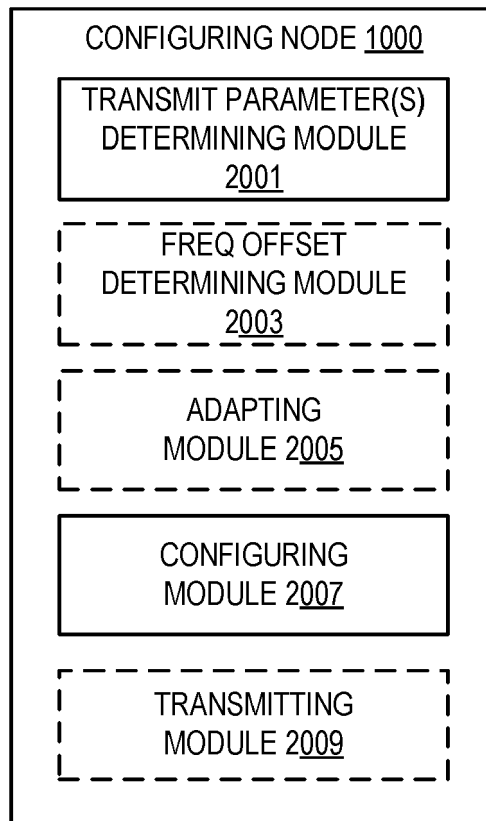 CONFIGURING NODE 1000
TRANSMIT PARAMETER(S)
DETERMINING MODULE
2001
FREQ OFFSET
DETERMINING MODULE
2003
ADAPTING
MODULE 2005
CONFIGURING
MODULE 2007
TRANSMITTING
MODULE 2009